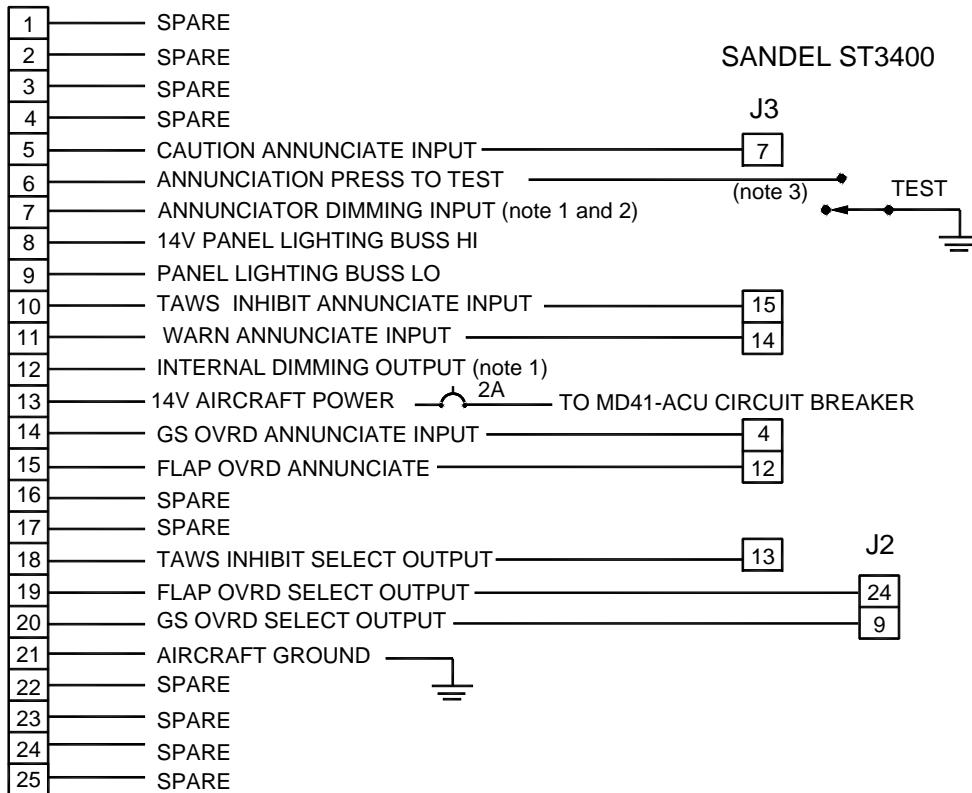 1 SPARE
2 SPARE
SANDEL ST3400
3 SPARE
4 SPARE
J3
5 CAUTION ANNUNCIATE INPUT 7
6 ANNUNCIATION PRESS TO TEST
(note 3) TEST
7 ANNUNCIATOR DIMMING INPUT (note 1 and 2)
8 14V PANEL LIGHTING BUSS HI
9 PANEL LIGHTING BUSS LO
10 TAWS INHIBIT ANNUNCIATE INPUT 15
11 WARN ANNUNCIATE INPUT 14
12 INTERNAL DIMMING OUTPUT (note 1)
13 14V AIRCRAFT POWER 2A TO MD41-ACU CIRCUIT BREAKER
14 GS OVRD ANNUNCIATE INPUT 4
15 FLAP OVRD ANNUNCIATE 12
16 SPARE
17 SPARE
J2
18 TAWS INHIBIT SELECT OUTPUT 13
19 FLAP OVRD SELECT OUTPUT 24
20 GS OVRD SELECT OUTPUT 9
21 AIRCRAFT GROUND
22 SPARE
23 SPARE
24 SPARE
25 SPARE